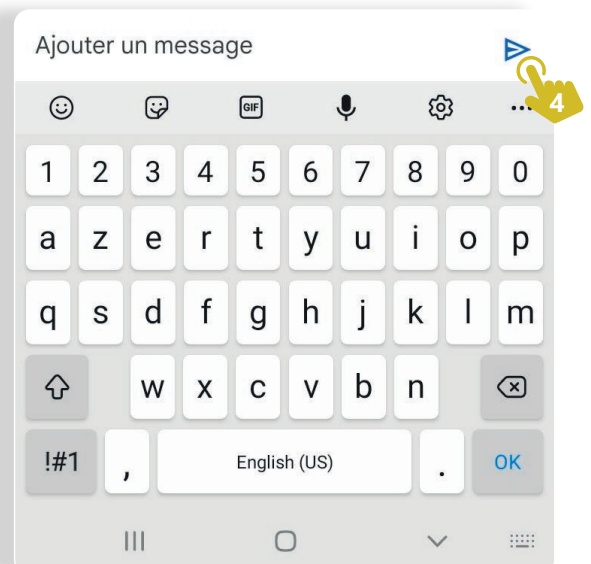 Ajouter un message
4
GIF
1 2 3 4 5 6 7 8 9 0
a z e r t y u i o p
q s d f g h j k l m
w x c v b n
!#1 , English (US) . OK